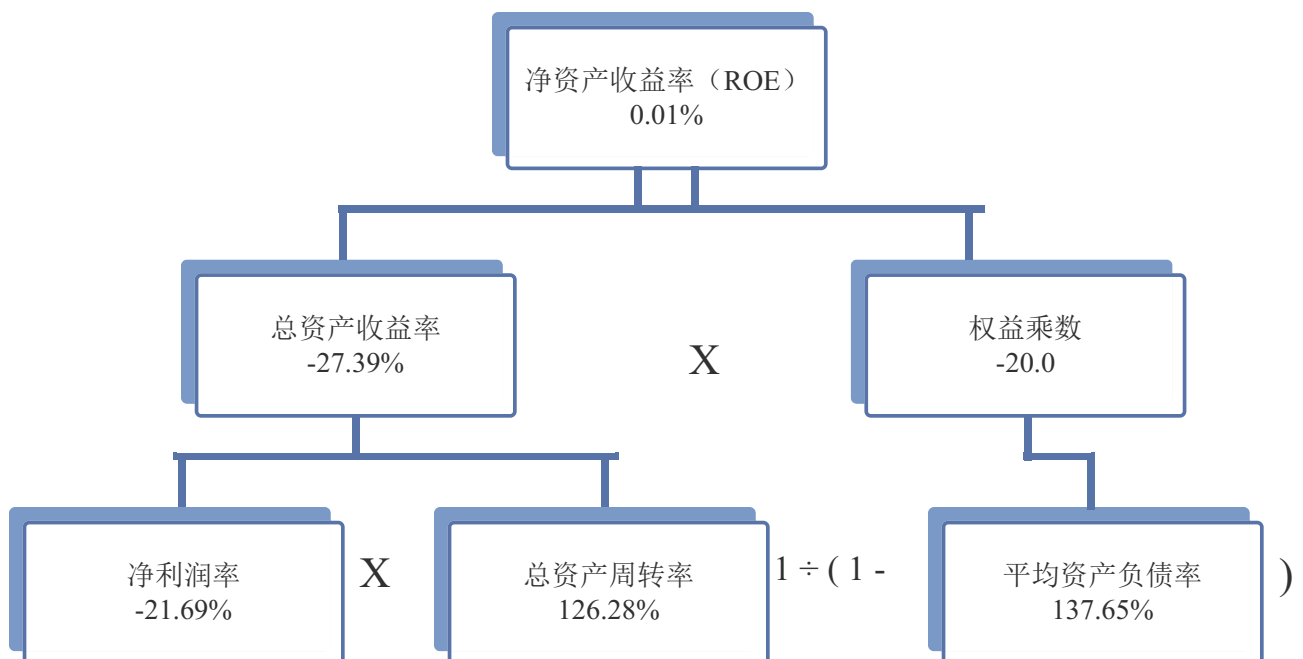 净资产收益率（ROE）
0.01%
总资产收益率
-27.39%
X
权益乘数
-20.0
净利润率
-21.69%
X
总资产周转率
126.28%
1 ÷ ( 1 -
平均资产负债率
137.65%
)